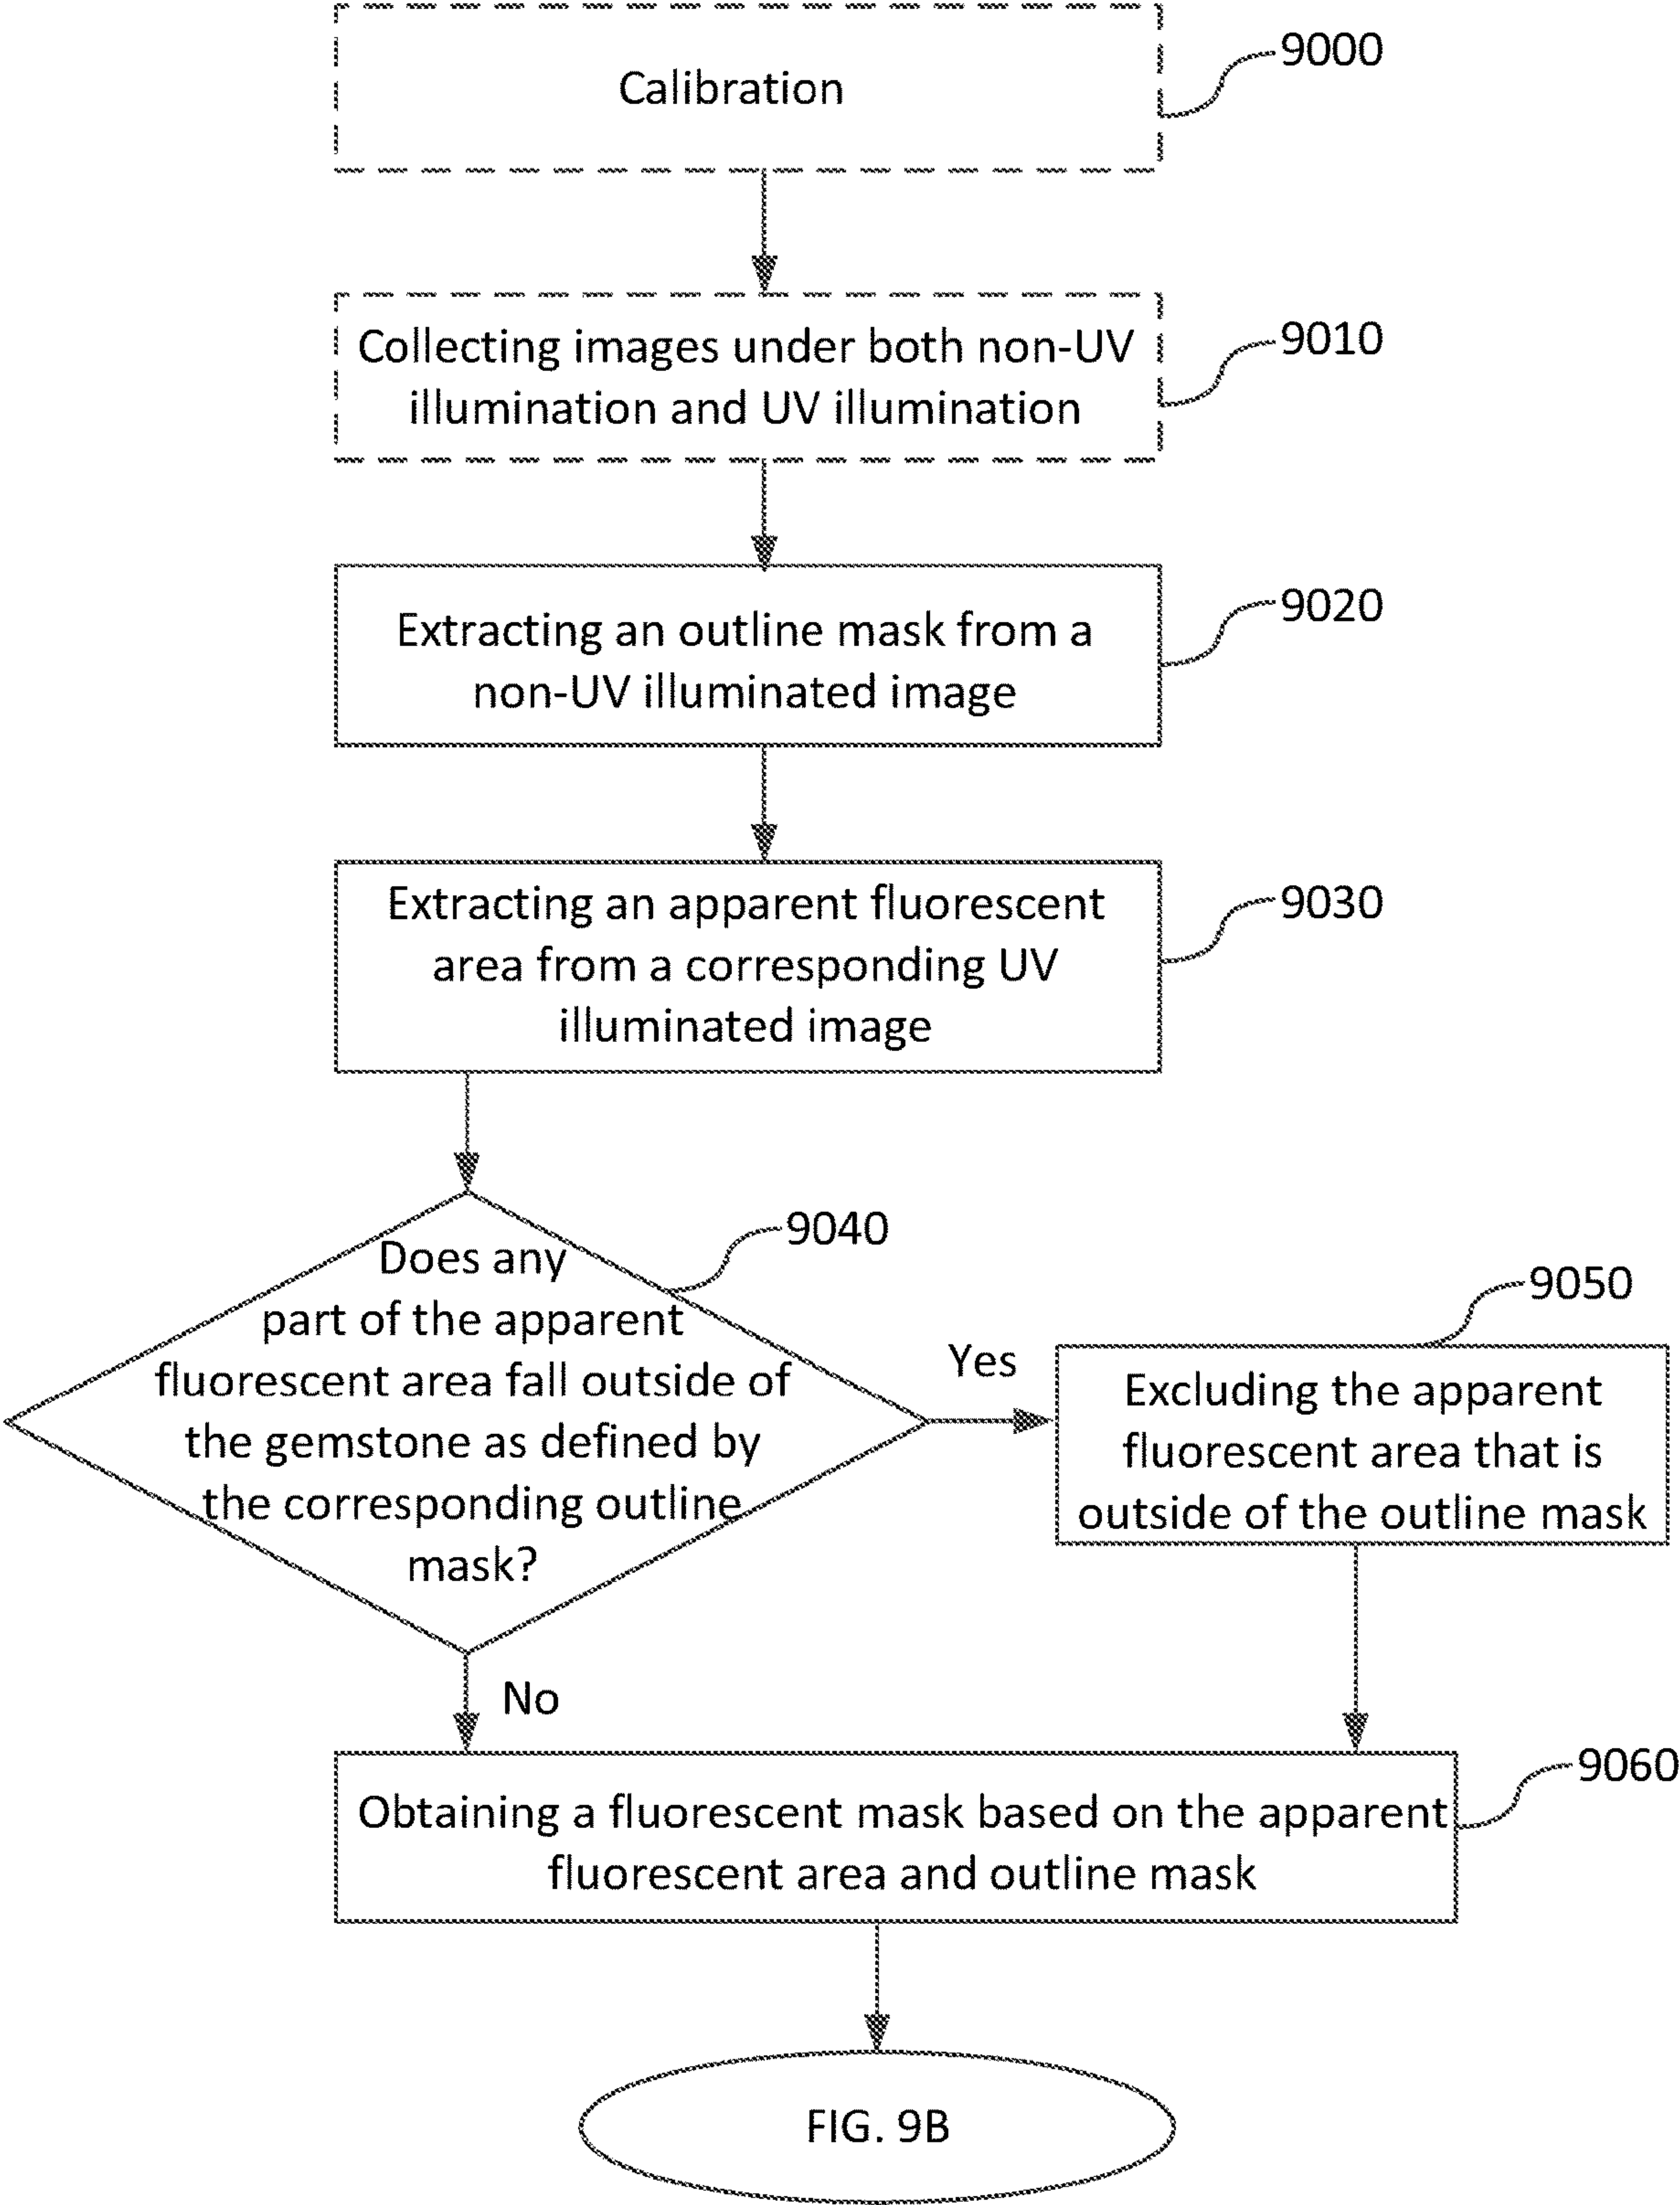 Calibration
9000
Collecting images under both non-UV
illumination and UV illumination
9010
Extracting an outline mask from a
non-UV illuminated image
9020
Extracting an apparent fluorescent
area from a corresponding UV
illuminated image
9030
Does any
part of the apparent
fluorescent area fall outside of
the gemstone as defined by
the corresponding outline
mask?
9040
Yes
9050
Excluding the apparent
fluorescent area that is
outside of the outline mask
No
Obtaining a fluorescent mask based on the apparent
fluorescent area and outline mask
9060
FIG. 9B